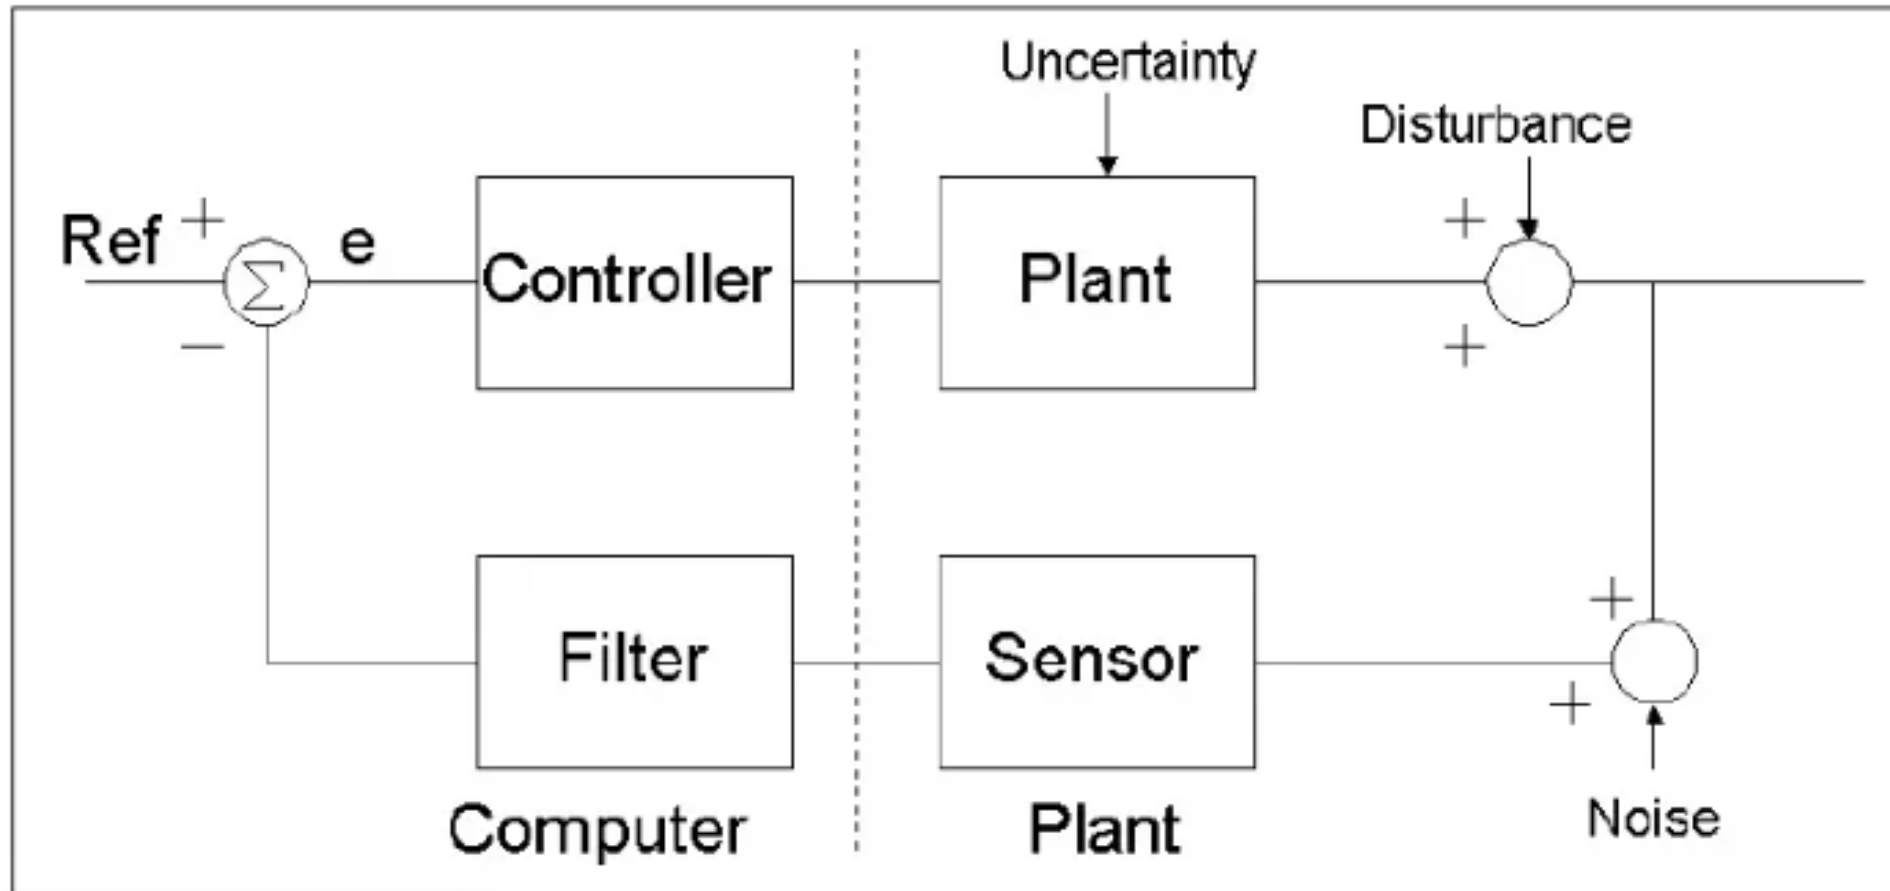 Uncertainty
Disturbance
Ref + e
Σ
Controller
Plant
+
−
+
Filter
Sensor
+
+
Computer
Plant
Noise